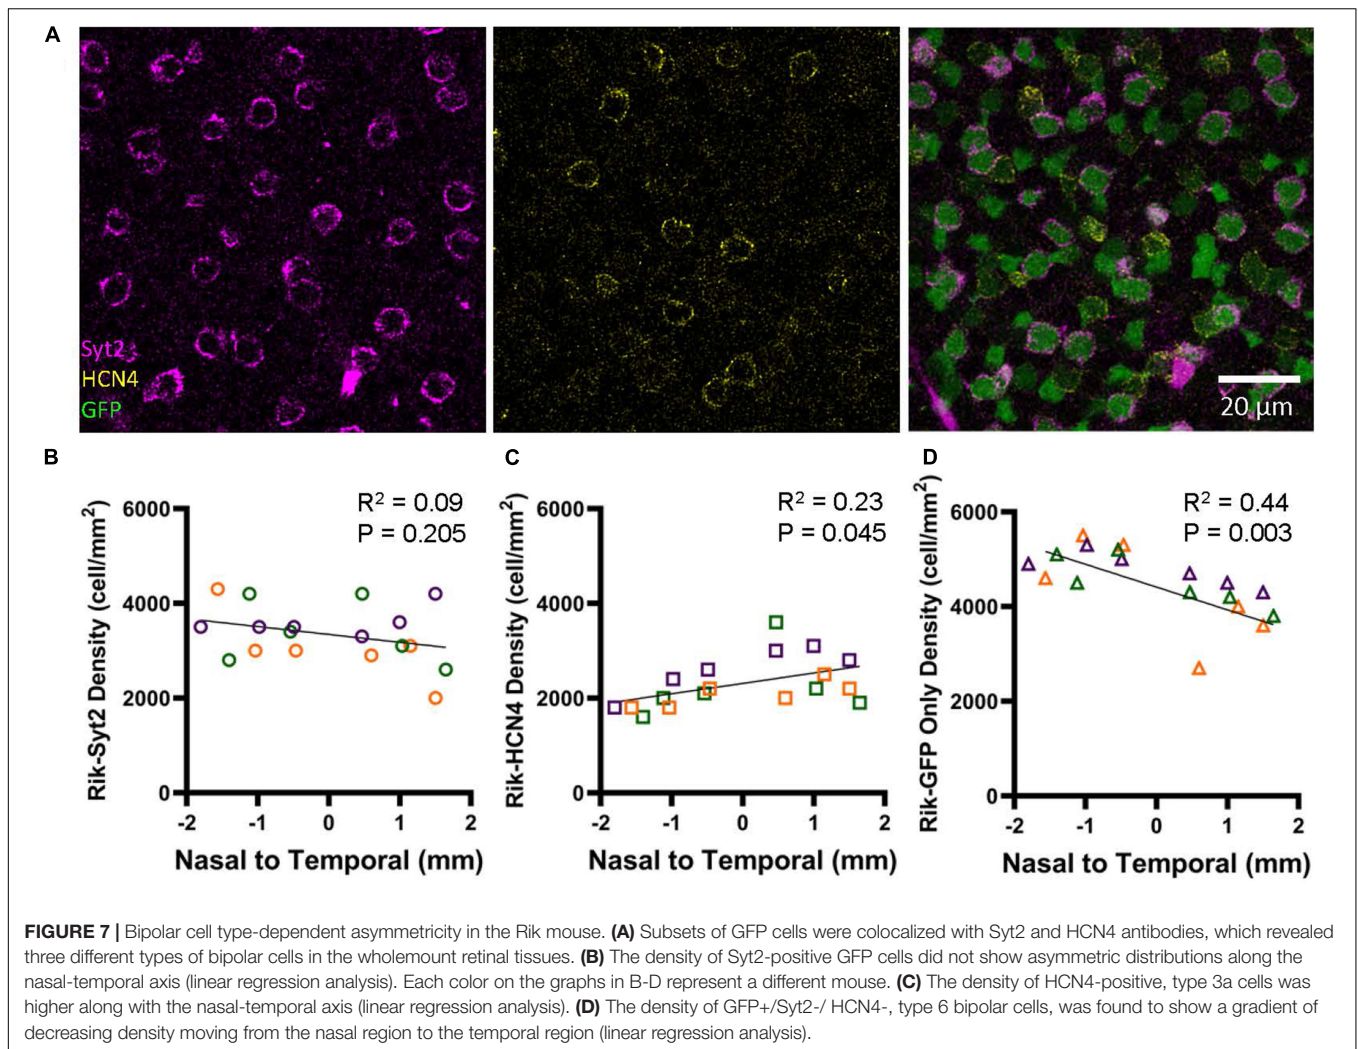 A
Syt2
HCN4
GFP
20 µm
B
C
D
R² = 0.09
P = 0.205
R² = 0.23
P = 0.045
R² = 0.44
P = 0.003
Rik-Syt2 Density (cell/mm²)
6000
4000
2000
0
-2 -1 0 1 2
Nasal to Temporal (mm)
Rik-HCN4 Density (cell/mm²)
6000
4000
2000
0
-2 -1 0 1 2
Nasal to Temporal (mm)
Rik-GFP Only Density (cell/mm²)
6000
4000
2000
0
-2 -1 0 1 2
Nasal to Temporal (mm)
FIGURE 7 | Bipolar cell type-dependent asymmetricity in the Rik mouse. (A) Subsets of GFP cells were colocalized with Syt2 and HCN4 antibodies, which revealed
three different types of bipolar cells in the wholemount retinal tissues. (B) The density of Syt2-positive GFP cells did not show asymmetric distributions along the
nasal-temporal axis (linear regression analysis). Each color on the graphs in B-D represent a different mouse. (C) The density of HCN4-positive, type 3a cells was
higher along with the nasal-temporal axis (linear regression analysis). (D) The density of GFP+/Syt2-/ HCN4-, type 6 bipolar cells, was found to show a gradient of
decreasing density moving from the nasal region to the temporal region (linear regression analysis).